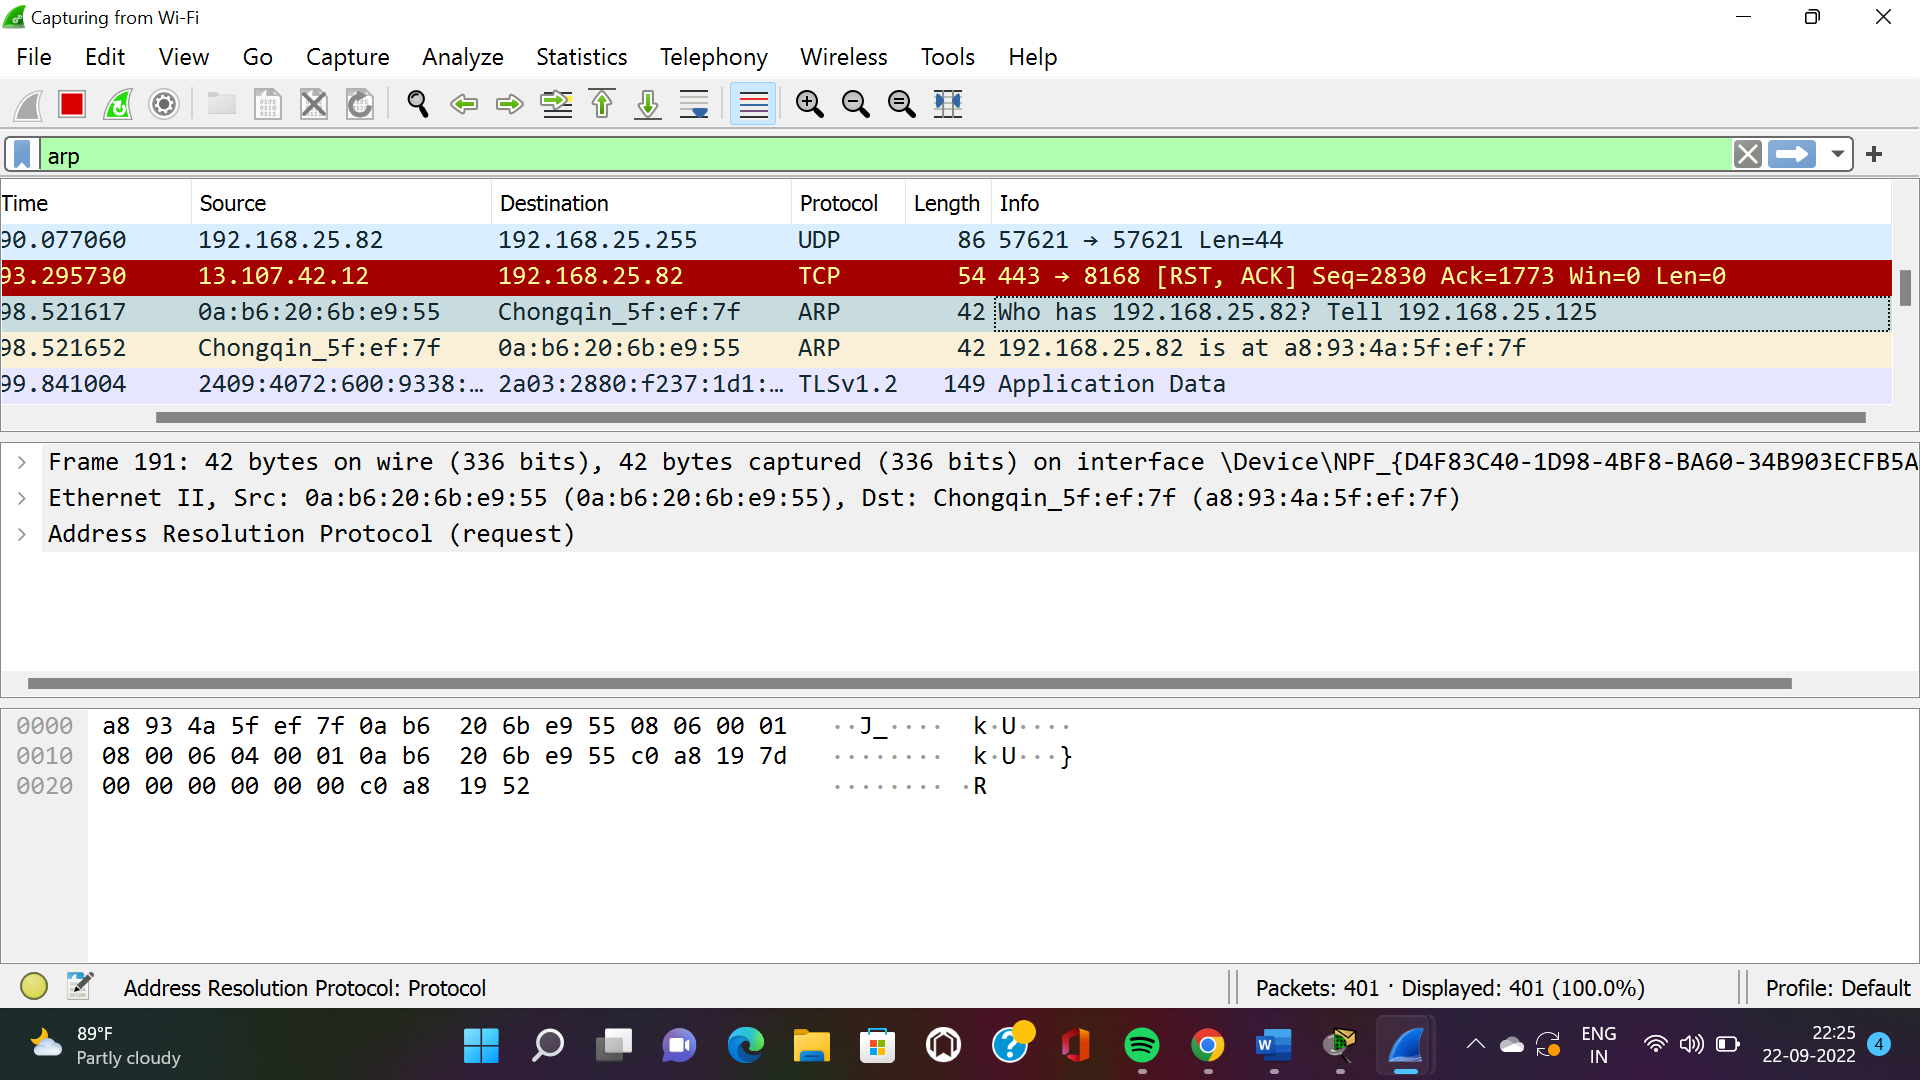 Capturing from Wi-Fi
File Edit View Go Capture Analyze Statistics Telephony Wireless Tools Help
arp
Time Source Destination Protocol Length Info
90.077060 192.168.25.82 192.168.25.255 UDP 86 57621 → 57621 Len=44
93.295730 13.107.42.12 192.168.25.82 TCP 54 443 → 8168 [RST, ACK] Seq=2830 Ack=1773 Win=0 Len=0
98.521617 0a:b6:20:6b:e9:55 Chongqin_5f:ef:7f ARP 42 Who has 192.168.25.82? Tell 192.168.25.125
98.521652 Chongqin_5f:ef:7f 0a:b6:20:6b:e9:55 ARP 42 192.168.25.82 is at a8:93:4a:5f:ef:7f
99.841004 2409:4072:600:9338:… 2a03:2880:f237:1d1:… TLSv1.2 149 Application Data
Frame 191: 42 bytes on wire (336 bits), 42 bytes captured (336 bits) on interface \Device\NPF_{D4F83C40-1D98-4BF8-BA60-34B903ECFB5A
Ethernet II, Src: 0a:b6:20:6b:e9:55 (0a:b6:20:6b:e9:55), Dst: Chongqin_5f:ef:7f (a8:93:4a:5f:ef:7f)
Address Resolution Protocol (request)
0000 a8 93 4a 5f ef 7f 0a b6 20 6b e9 55 08 06 00 01 ··J_···· k·U····
0010 08 00 06 04 00 01 0a b6 20 6b e9 55 c0 a8 19 7d ········ k·U···}
0020 00 00 00 00 00 00 c0 a8 19 52 ········ ·R
Address Resolution Protocol: Protocol
Packets: 401 · Displayed: 401 (100.0%)
Profile: Default
89°F
Partly cloudy
ENG
IN
22:25
22-09-2022
4